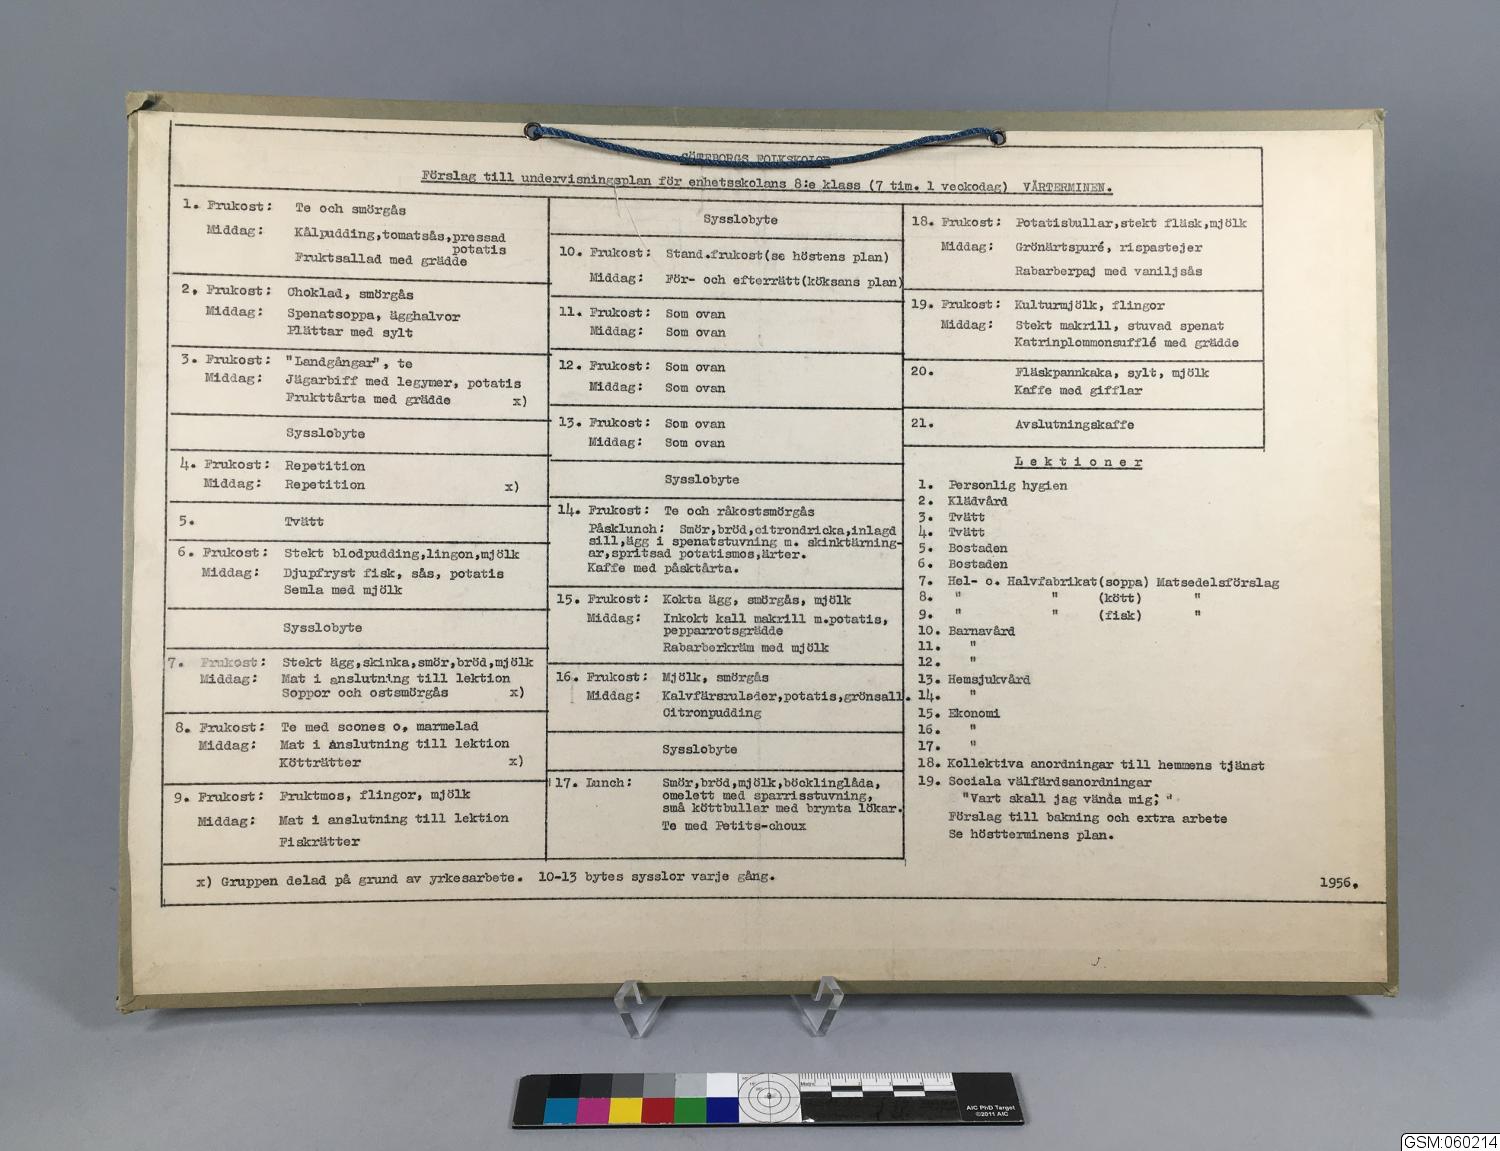 GÖTEBORGS FOLKSKOLOR
Förslag till undervisningsplan för enhetsskolans 8:e klass (7 tim. 1 veckodag) VÅRTERMINEN.
1. Frukost: Te och smörgås
Middag: Kålpudding,tomatsås,pressad
potatis
Fruktsallad med grädde
2. Frukost: Choklad, smörgås
Middag: Spenatsoppa, ägghalvor
Plättar med sylt
3. Frukost: "Landgångar", te
Middag: Jägarbiff med legymer, potatis
Frukttårta med grädde x)
Sysslobyte
4. Frukost: Repetition
Middag: Repetition x)
5. Tvätt
6. Frukost: Stekt blodpudding,lingon,mjölk
Middag: Djupfryst fisk, sås, potatis
Semla med mjölk
Sysslobyte
7. Frukost: Stekt ägg,skinka,smör,bröd,mjölk
Middag: Mat i anslutning till lektion
Soppor och ostsmörgås x)
8. Frukost: Te med scones o, marmelad
Middag: Mat i anslutning till lektion
Kötträtter x)
9. Frukost: Fruktmos, flingor, mjölk
Middag: Mat i anslutning till lektion
Fiskrätter
Sysslobyte
10. Frukost: Stand.frukost(se höstens plan)
Middag: För- och efterrätt(köksans plan)
11. Frukost: Som ovan
Middag: Som ovan
12. Frukost: Som ovan
Middag: Som ovan
13. Frukost: Som ovan
Middag: Som ovan
Sysslobyte
14. Frukost: Te och råkostsmörgås
Påsklunch: Smör,bröd,citrondricka,inlagd
sill,ägg i spenatstuvning m. skinktärning-
ar,spritsad potatismos,ärter.
Kaffe med påsktårta.
15. Frukost: Kokta ägg, smörgås, mjölk
Middag: Inkokt kall makrill m.potatis,
pepparrotsgrädde
Rabarberkräm med mjölk
16. Frukost: Mjölk, smörgås
Middag: Kalvfärsrulader,potatis,grönsall.
Citronpudding
Sysslobyte
17. Lunch: Smör,bröd,mjölk,böcklinglåda,
omelett med sparrisstuvning,
små köttbullar med brynta lökar.
Te med Petits-choux
18. Frukost: Potatisbullar,stekt fläsk,mjölk
Middag: Grönärtspuré, rispastejer
Rabarberpaj med vaniljsås
19. Frukost: Kulturmjölk, flingor
Middag: Stekt makrill, stuvad spenat
Katrinplommonsufflé med grädde
20. Fläskpannkaka, sylt, mjölk
Kaffe med gifflar
21. Avslutningskaffe
Lektioner
1. Personlig hygien
2. Klädvård
3. Tvätt
4. Tvätt
5. Bostaden
6. Bostaden
7. Hel- o. Halvfabrikat(soppa) Matsedelsförslag
8. " " (kött) "
9. " " (fisk) "
10. Barnavård
11. "
12. "
13. Hemsjukvård
14. "
15. Ekonomi
16. "
17. "
18. Kollektiva anordningar till hemmens tjänst
19. Sociala välfärdsanordningar
"Vart skall jag vända mig; "
Förslag till bakning och extra arbete
Se höstterminens plan.
x) Gruppen delad på grund av yrkesarbete. 10-13 bytes sysslor varje gång.
1956.
AIC PhD Target
©2011 AIC
GSM:060214